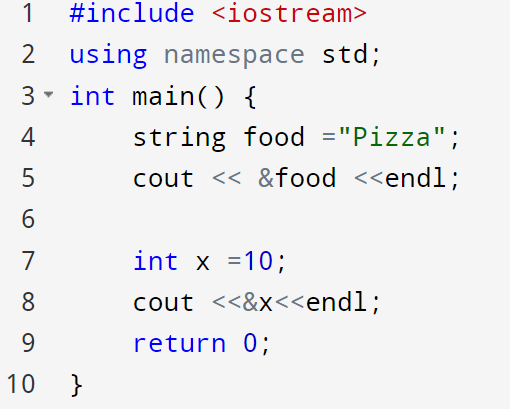 1 #include <iostream>
2 using namespace std;
3 int main() {
4 string food ="Pizza";
5 cout << &food <<endl;
6
7 int x =10;
8 cout <<&x<<endl;
9 return 0;
10 }